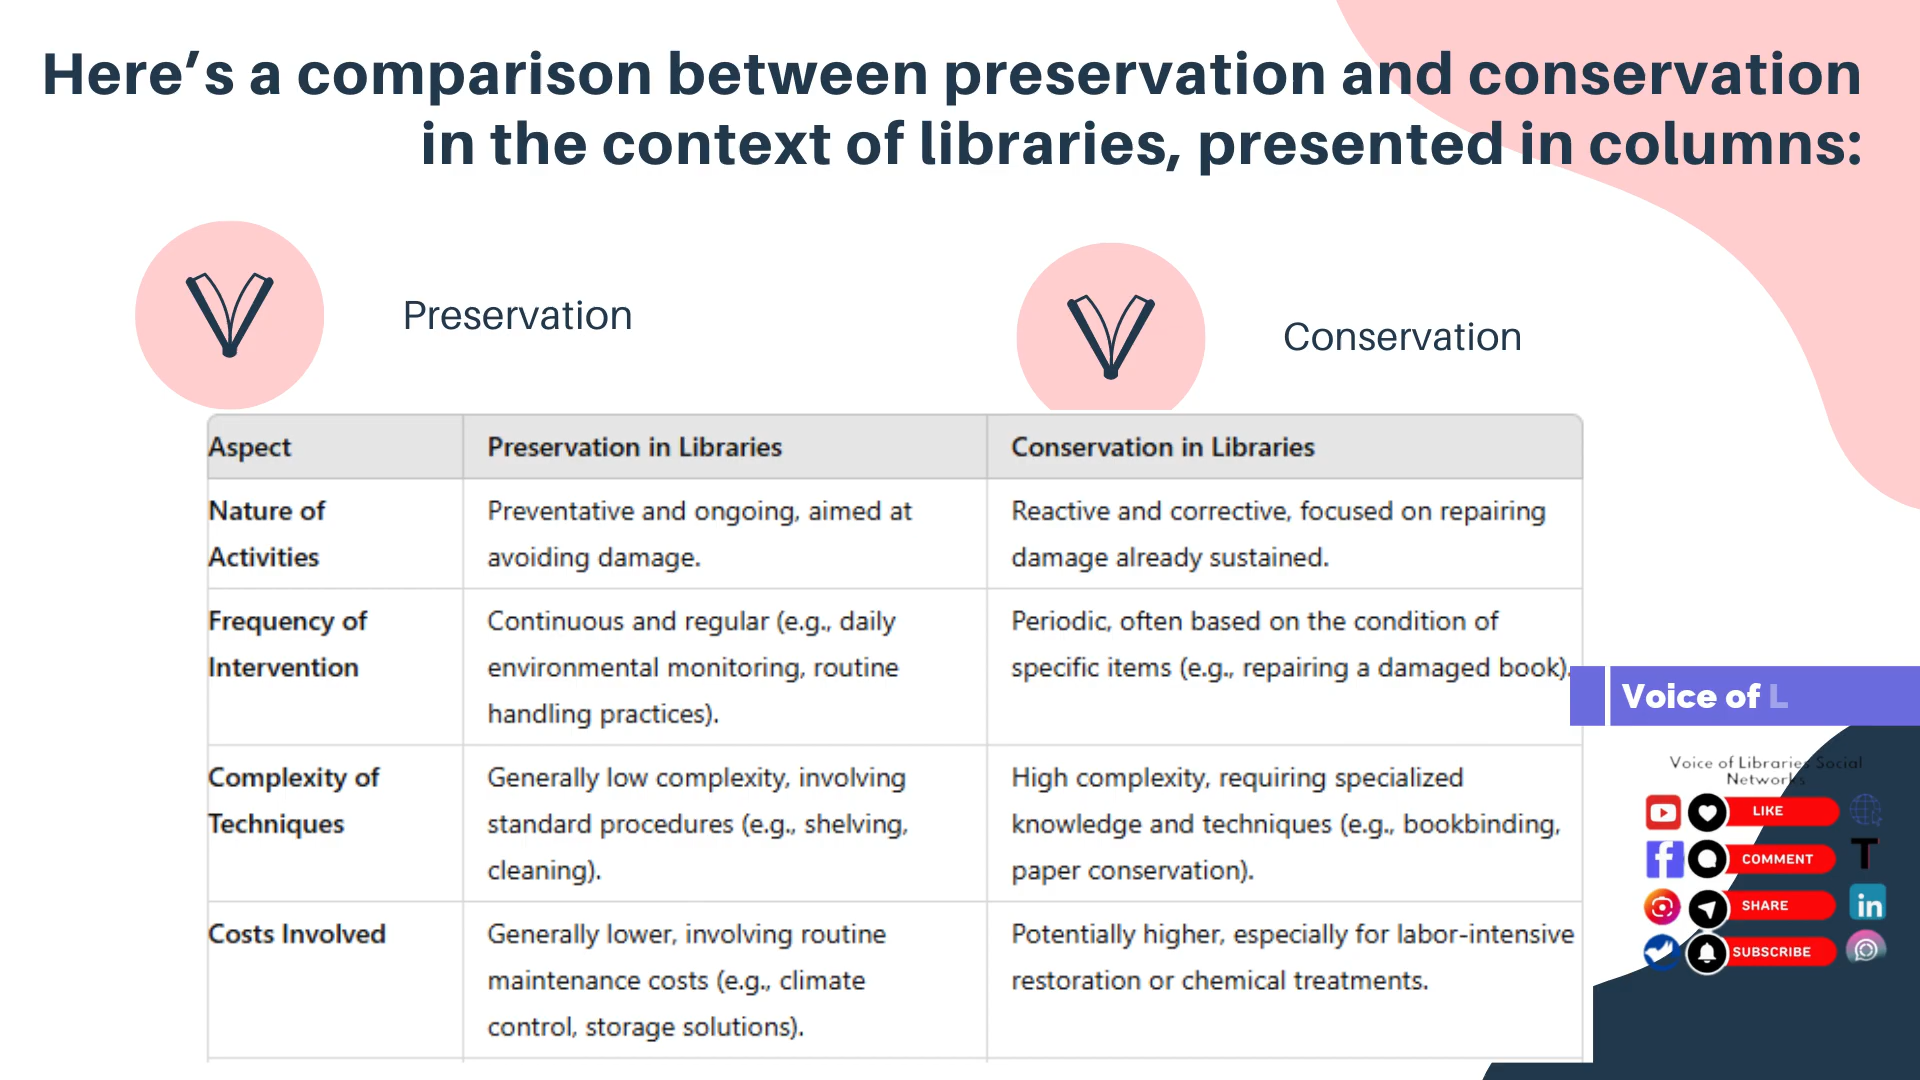 Here’s a comparison between preservation and conservation
in the context of libraries, presented in columns:
Preservation
Conservation
Aspect
Preservation in Libraries
Conservation in Libraries
Nature of
Activities
Preventative and ongoing, aimed at
avoiding damage.
Reactive and corrective, focused on repairing
damage already sustained.
Frequency of
Intervention
Continuous and regular (e.g., daily
environmental monitoring, routine
handling practices).
Periodic, often based on the condition of
specific items (e.g., repairing a damaged book).
Complexity of
Techniques
Generally low complexity, involving
standard procedures (e.g., shelving,
cleaning).
High complexity, requiring specialized
knowledge and techniques (e.g., bookbinding,
paper conservation).
Costs Involved
Generally lower, involving routine
maintenance costs (e.g., climate
control, storage solutions).
Potentially higher, especially for labor-intensive
restoration or chemical treatments.
Voice of L
Voice of Libraries Social
Networks
LIKE
COMMENT
SHARE
SUBSCRIBE